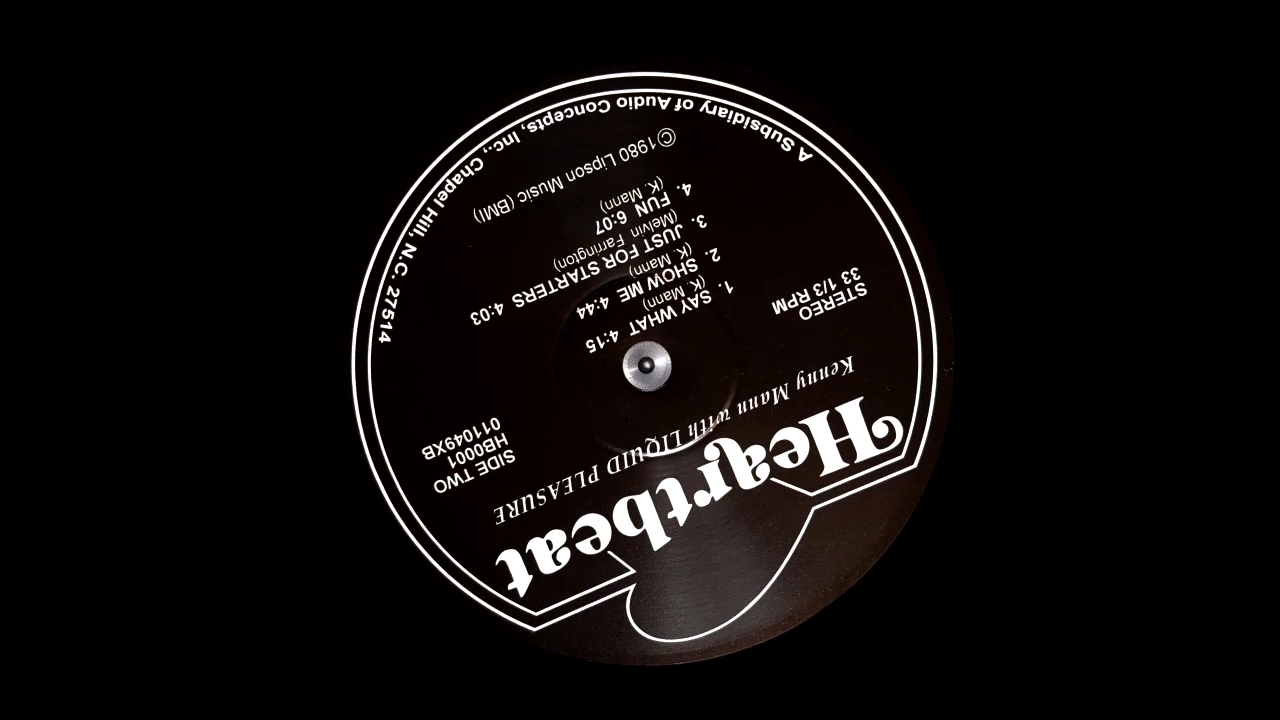 Heartbeat
Kenny Mann with LIQUID PLEASURE
STEREO
33 1/3 RPM
SIDE TWO
HB0001
011049XB
1. SAY WHAT 4:15
(K. Mann)
2. SHOW ME 4:44
(K. Mann)
3. JUST FOR STARTERS 4:03
(Melvin Farrington)
4. FUN 6:07
(K. Mann)
©1980 Lipson Music (BMI)
A Subsidiary of Audio Concepts, Inc., Chapel Hill, N.C. 27514